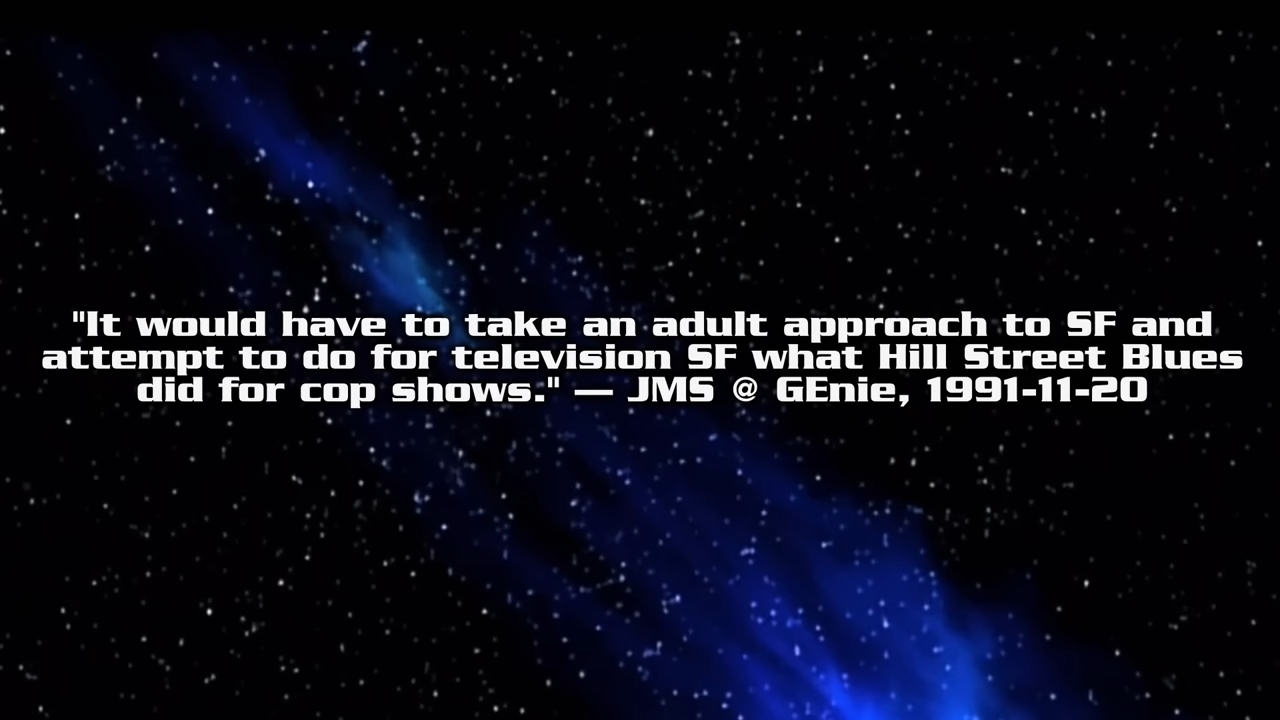 "It would have to take an adult approach to SF and
attempt to do for television SF what Hill Street Blues
did for cop shows." — JMS @ GEnie, 1991-11-20